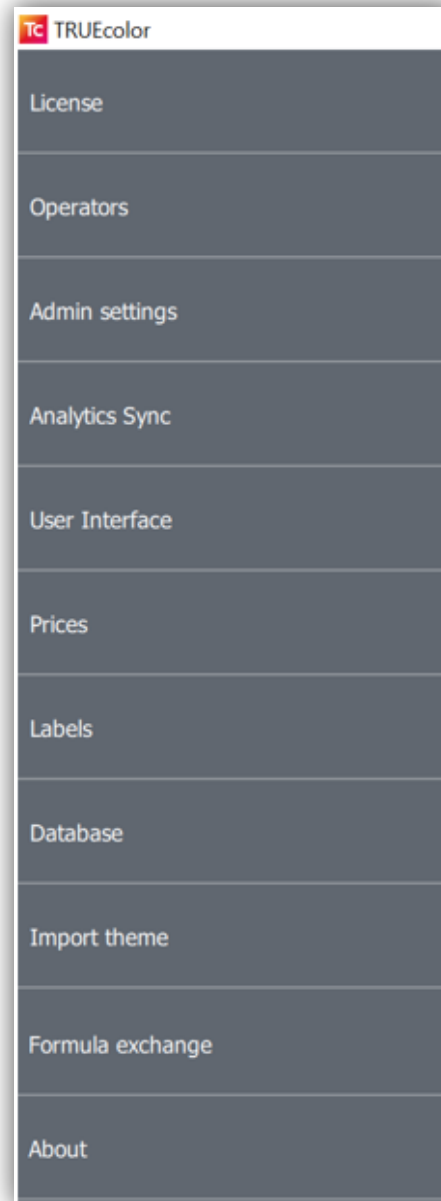 Tc TRUEcolor
License
Operators
Admin settings
Analytics Sync
User Interface
Prices
Labels
Database
Import theme
Formula exchange
About